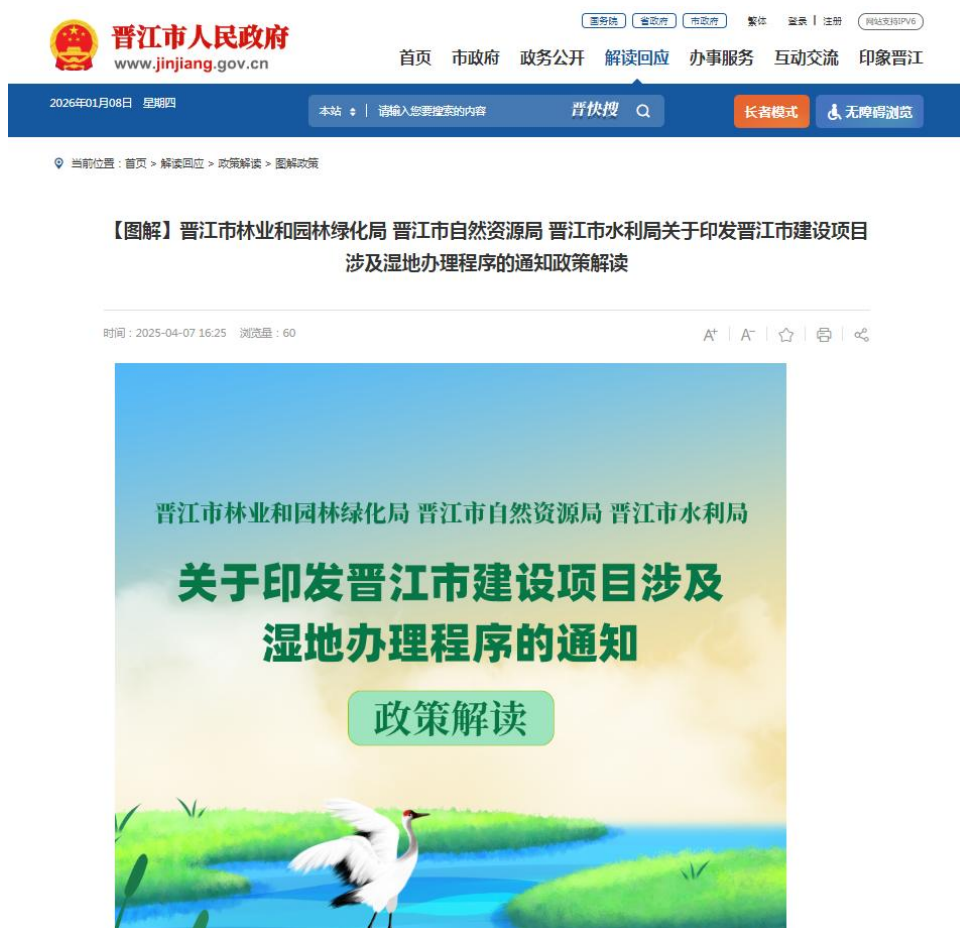 国务院 省政府 市政府 繁体 登录 注册 网站支持IPV6
晋江市人民政府
www.jinjiang.gov.cn
首页 市政府 政务公开 解读回应 办事服务 互动交流 印象晋江
2026年01月08日 星期四 本站 请输入您要搜索的内容 晋快搜 长者模式 无障碍浏览
当前位置：首页 > 解读回应 > 政策解读 > 图解政策
【图解】晋江市林业和园林绿化局 晋江市自然资源局 晋江市水利局关于印发晋江市建设项目
涉及湿地办理程序的通知政策解读
时间：2025-04-07 16:25 浏览量：60 A+ A-
晋江市林业和园林绿化局 晋江市自然资源局 晋江市水利局
关于印发晋江市建设项目涉及
湿地办理程序的通知
政策解读